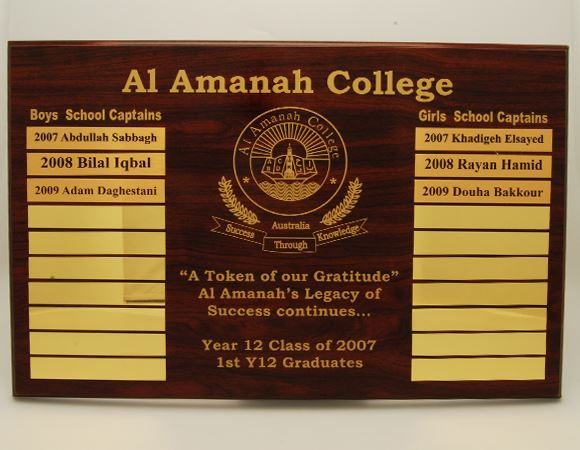 Al Amanah College
Boys School Captains
2007 Abdullah Sabbagh
2008 Bilal Iqbal
2009 Adam Daghestani
Al Amanah College
Australia
Success Through Knowledge
"A Token of our Gratitude"
Al Amanah's Legacy of
Success continues...
Year 12 Class of 2007
1st Y12 Graduates
Girls School Captains
2007 Khadigeh Elsayed
2008 Rayan Hamid
2009 Douha Bakkour